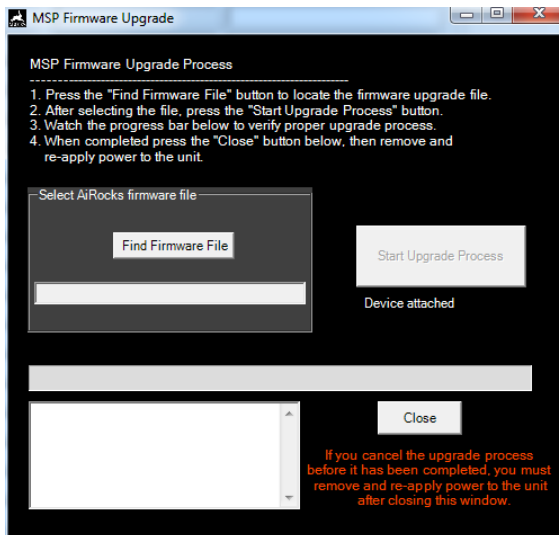 MSP Firmware Upgrade
MSP Firmware Upgrade Process
----------------------------------------------------------------
1. Press the "Find Firmware File" button to locate the firmware upgrade file.
2. After selecting the file, press the "Start Upgrade Process" button.
3. Watch the progress bar below to verify proper upgrade process.
4. When completed press the "Close" button below, then remove and
re-apply power to the unit.
Select AiRocks firmware file
Find Firmware File
Start Upgrade Process
Device attached
Close
If you cancel the upgrade process
before it has been completed, you must
remove and re-apply power to the unit
after closing this window.